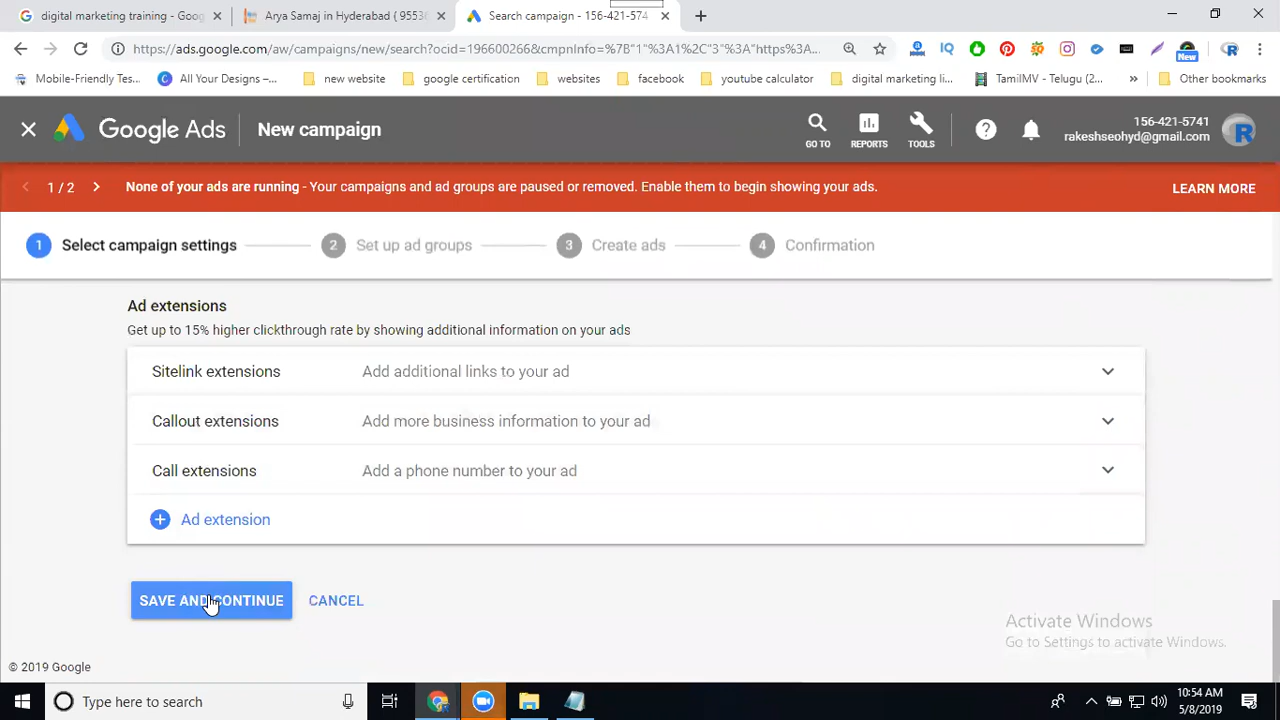 digital marketing training - Goog
Arya Samaj in Hyderabad (9553
Search campaign - 156-421-574
https://ads.google.com/aw/campaigns/new/search?ocid=196600266&cmpnInfo=%7B"1"%3A1%2C"3"%3A"https%3A...
New
Mobile-Friendly Tes...
All Your Designs –...
new website
google certification
websites
facebook
youtube calculator
digital marketing li...
TamilMV - Telugu (2...
»
Other bookmarks
Google Ads
New campaign
GO TO
REPORTS
TOOLS
156-421-5741
rakeshseohyd@gmail.com
R
1 / 2
None of your ads are running - Your campaigns and ad groups are paused or removed. Enable them to begin showing your ads.
LEARN MORE
1 Select campaign settings
2 Set up ad groups
3 Create ads
4 Confirmation
Ad extensions
Get up to 15% higher clickthrough rate by showing additional information on your ads
Sitelink extensions Add additional links to your ad
Callout extensions Add more business information to your ad
Call extensions Add a phone number to your ad
Ad extension
SAVE AND CONTINUE
CANCEL
Activate Windows
Go to Settings to activate Windows.
© 2019 Google
Type here to search
10:54 AM
5/8/2019